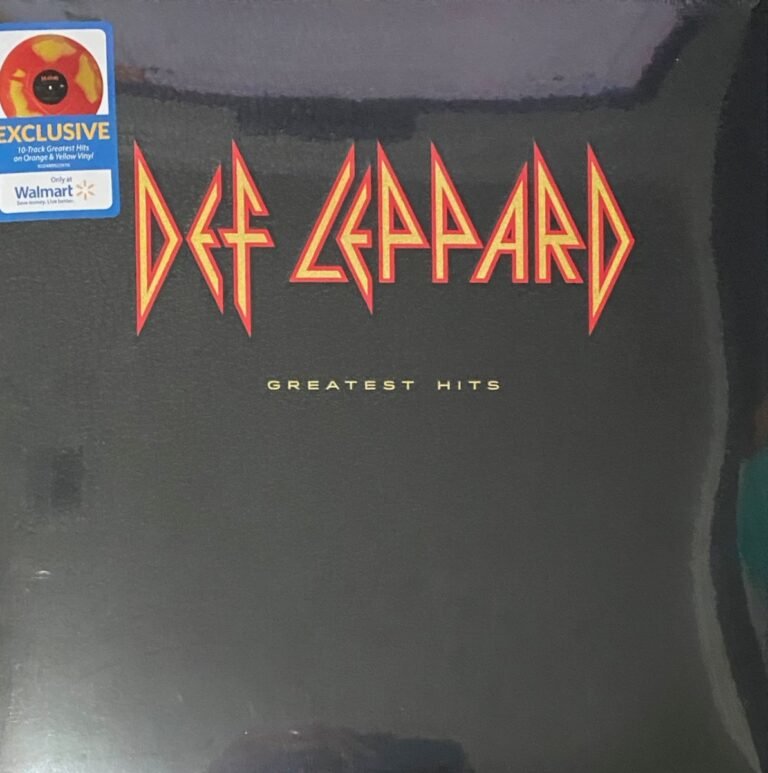 EXCLUSIVE
10-Track Greatest Hits
on Orange & Yellow Vinyl
Only at
Walmart
Save money. Live better.
DEF LEPPARD
GREATEST HITS